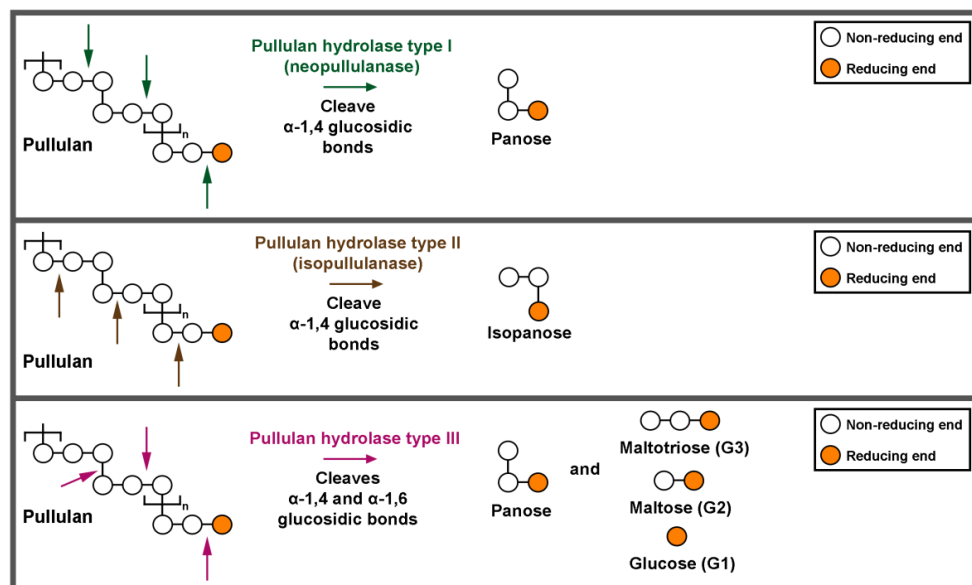 Pullulan hydrolase type I
(neopullulanase)
Cleave
α-1,4 glucosidic
bonds
Pullulan
n
Panose
Non-reducing end
Reducing end
Pullulan hydrolase type II
(isopullulanase)
Cleave
α-1,4 glucosidic
bonds
Pullulan
n
Isopanose
Non-reducing end
Reducing end
Pullulan hydrolase type III
Cleaves
α-1,4 and α-1,6
glucosidic bonds
Pullulan
n
Panose
and
Maltotriose (G3)
Maltose (G2)
Glucose (G1)
Non-reducing end
Reducing end